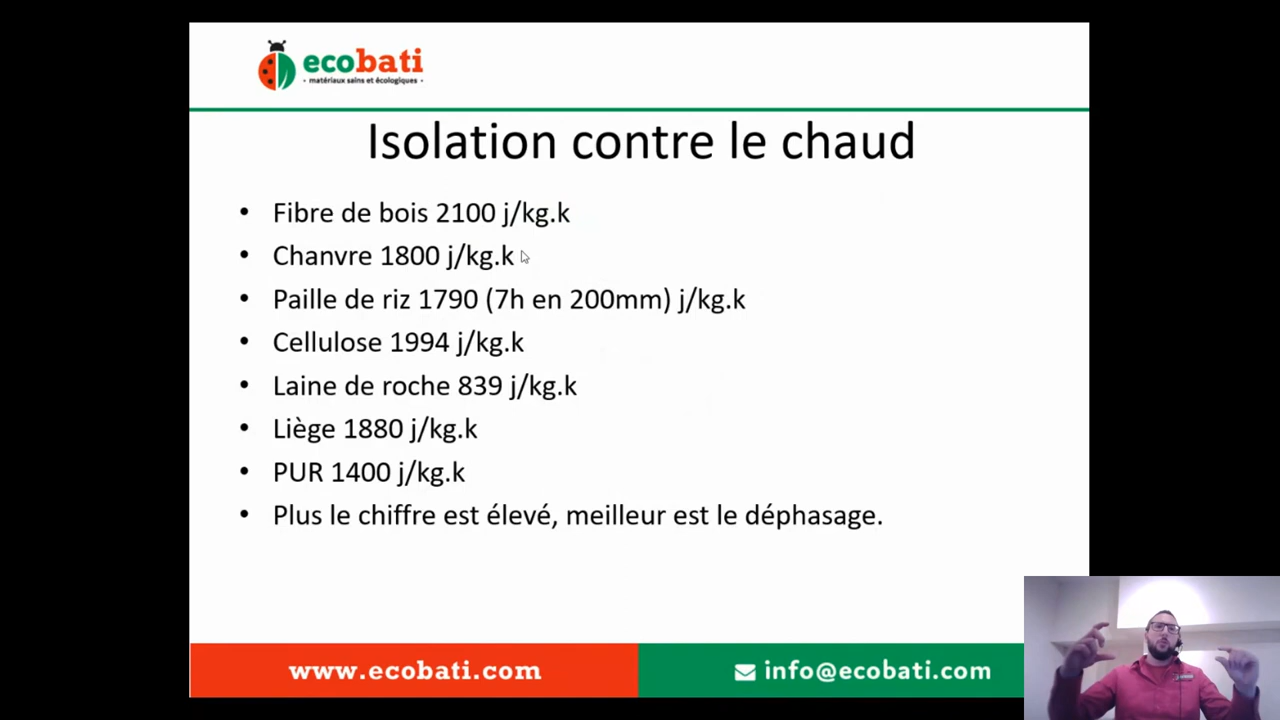 ecobati
• matériaux sains et écologiques •
Isolation contre le chaud
• Fibre de bois 2100 j/kg.k
• Chanvre 1800 j/kg.k
• Paille de riz 1790 (7h en 200mm) j/kg.k
• Cellulose 1994 j/kg.k
• Laine de roche 839 j/kg.k
• Liège 1880 j/kg.k
• PUR 1400 j/kg.k
• Plus le chiffre est élevé, meilleur est le déphasage.
www.ecobati.com
info@ecobati.com